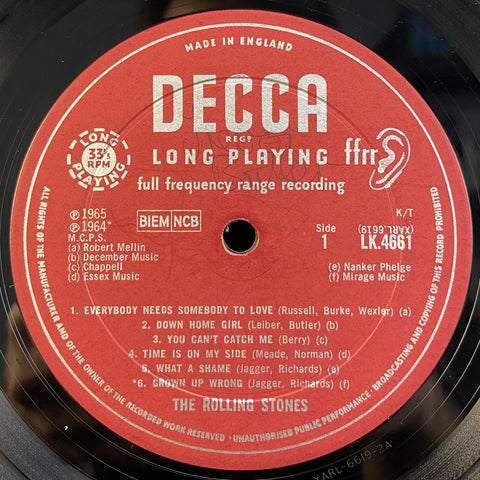 MADE IN ENGLAND
DECCA
REGD
LONG PLAYING ffrr
full frequency range recording
LONG PLAYING
33⅓ RPM
K/T
℗ 1965
℗ 1964*
M.C.P.S.
(a) Robert Mellin
(b) December Music
(c) Chappell
(d) Essex Music
BIEM NCB
Side
1
(XARL.6619)
LK.4661
(e) Nanker Phelge
(f) Mirage Music
1. EVERYBODY NEEDS SOMEBODY TO LOVE (Russell, Burke, Wexler) (a)
2. DOWN HOME GIRL (Leiber, Butler) (b)
3. YOU CAN'T CATCH ME (Berry) (c)
4. TIME IS ON MY SIDE (Meade, Norman) (d)
5. WHAT A SHAME (Jagger, Richards) (e)
*6. GROWN UP WRONG (Jagger, Richards) (f)
THE ROLLING STONES
ALL RIGHTS OF THE MANUFACTURER AND OF THE OWNER OF THE RECORDED WORK RESERVED · UNAUTHORISED PUBLIC PERFORMANCE · BROADCASTING AND COPYING OF THIS RECORD PROHIBITED
XARL-6619-2A